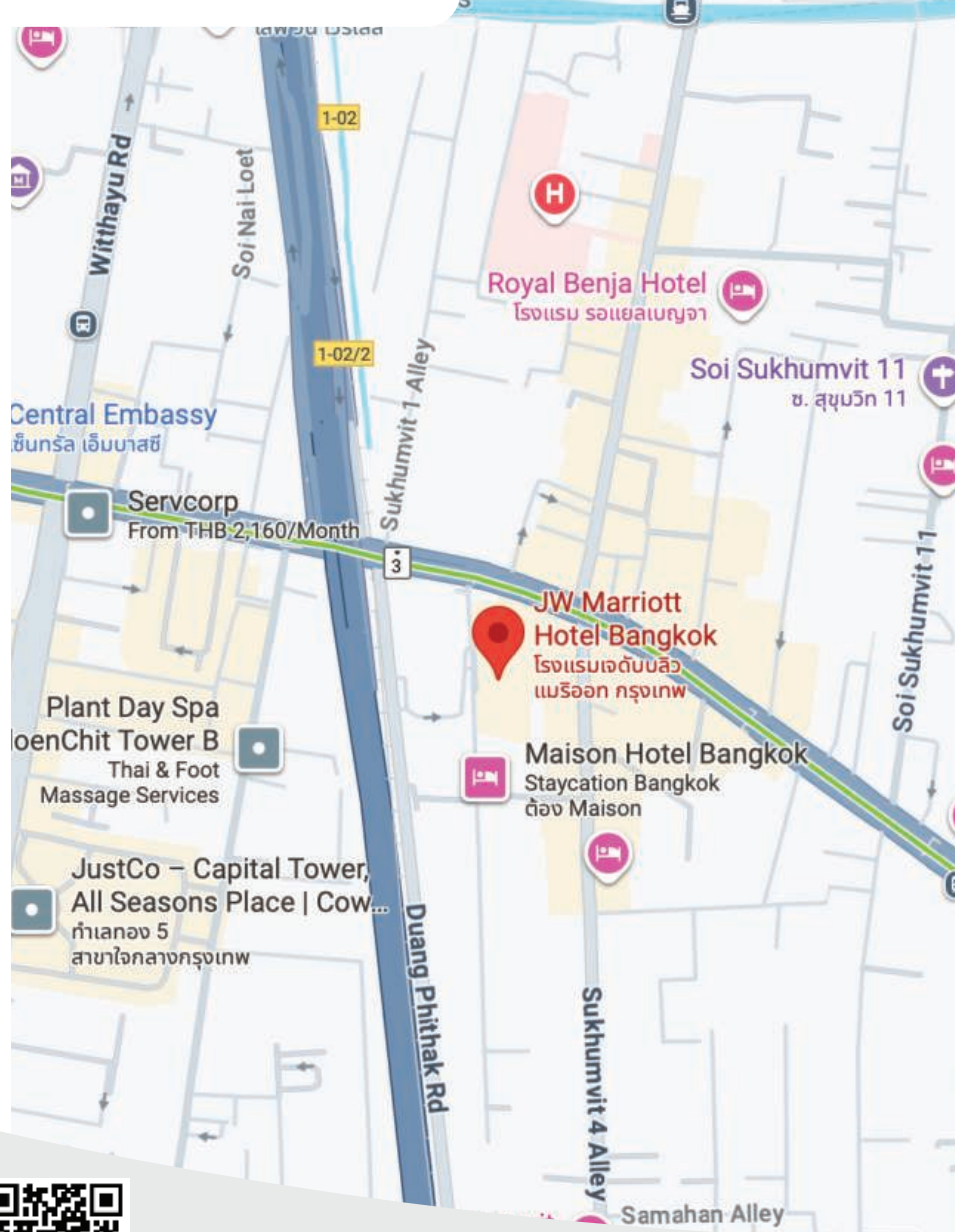 1-02
Witthayu Rd
Soi Nai Loet
H
Royal Benja Hotel
โรงแรม รอแยลเบญจา
1-02/2
Sukhumvit 1 Alley
Soi Sukhumvit 11
ซ. สุขุมวิท 11
Central Embassy
เซ็นทรัล เอ็มบาสซี
Servcorp
From THB 2,160/Month
3
JW Marriott
Hotel Bangkok
โรงแรมเจดับบลิว
แมริออท กรุงเทพ
Soi Sukhumvit 11
Plant Day Spa
loenChit Tower B
Thai & Foot
Massage Services
Maison Hotel Bangkok
Staycation Bangkok
ต้อง Maison
JustCo – Capital Tower,
All Seasons Place | Cow...
ทำเลทอง 5
สาขาใจกลางกรุงเทพ
Duang Phithak Rd
Sukhumvit 4 Alley
Samahan Alley